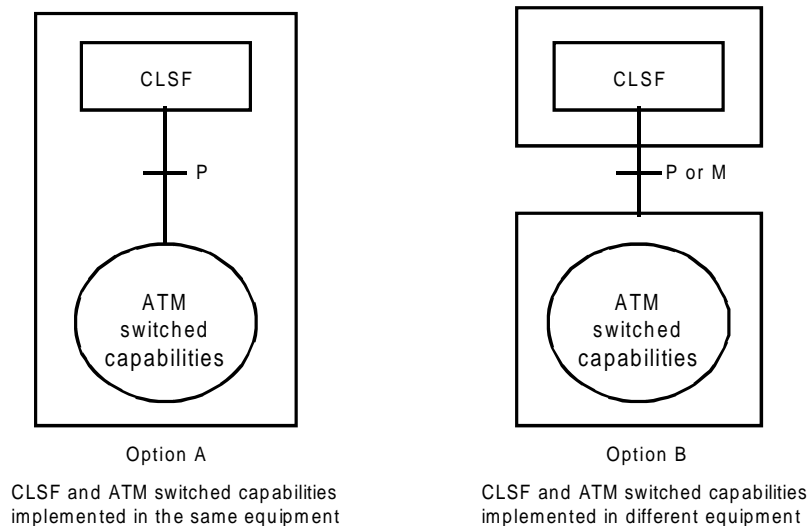 CLSF
P
ATM
switched
capabilities
Option A
CLSF and ATM switched capabilities
implemented in the same equipment
CLSF
P or M
ATM
switched
capabilities
Option B
CLSF and ATM switched capabilities
implemented in different equipment